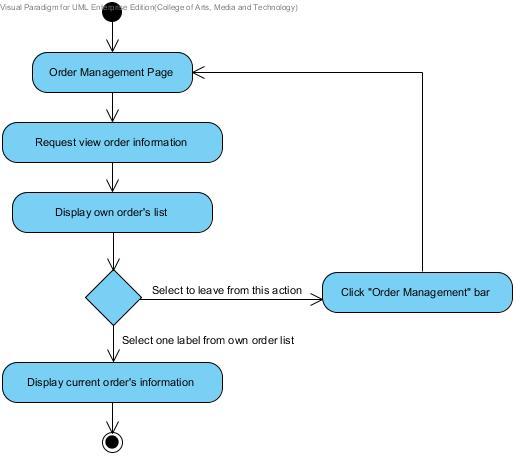 Visual Paradigm for UML Enterprise Edition(College of Arts, Media and Technology)
Order Management Page
Request view order information
Display own order's list
Select to leave from this action
Click "Order Management" bar
Select one label from own order list
Display current order's information